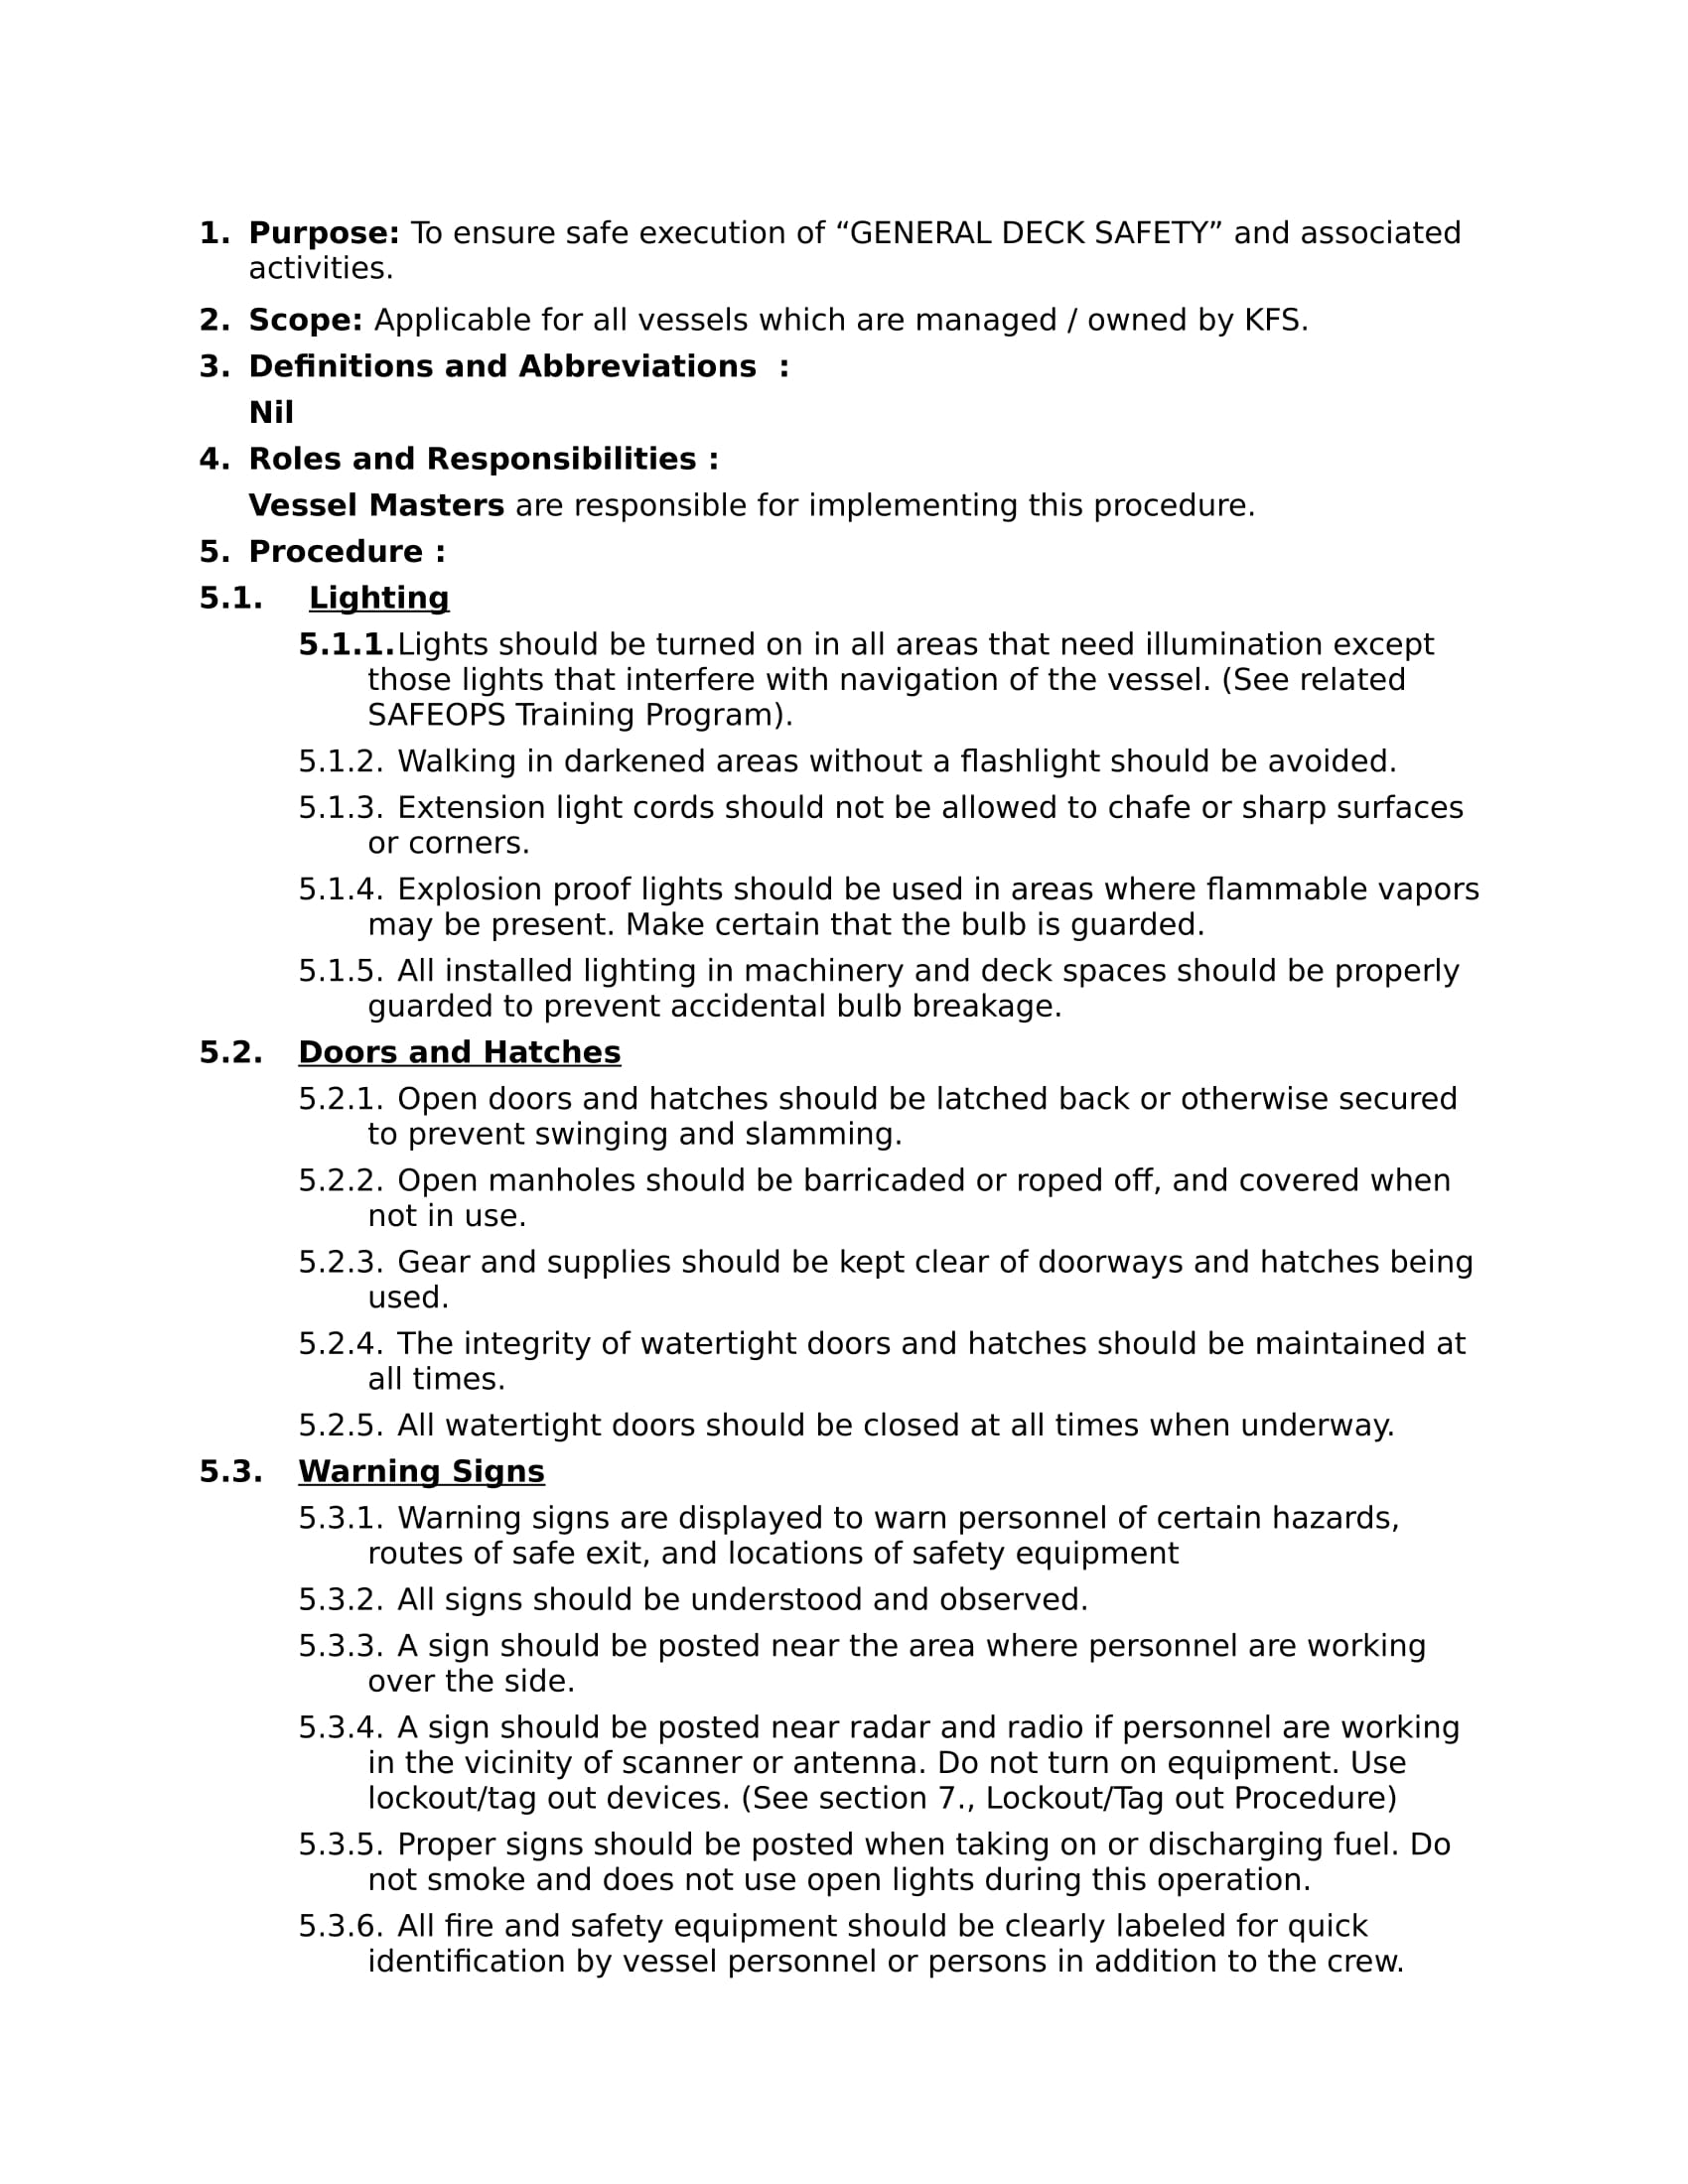 1. Purpose: To ensure safe execution of “GENERAL DECK SAFETY” and associated
activities.
2. Scope: Applicable for all vessels which are managed / owned by KFS.
3. Definitions and Abbreviations  :
Nil
4. Roles and Responsibilities :
Vessel Masters are responsible for implementing this procedure.
5. Procedure :
5.1. Lighting
5.1.1. Lights should be turned on in all areas that need illumination except
those lights that interfere with navigation of the vessel. (See related
SAFEOPS Training Program).
5.1.2. Walking in darkened areas without a flashlight should be avoided.
5.1.3. Extension light cords should not be allowed to chafe or sharp surfaces
or corners.
5.1.4. Explosion proof lights should be used in areas where flammable vapors
may be present. Make certain that the bulb is guarded.
5.1.5. All installed lighting in machinery and deck spaces should be properly
guarded to prevent accidental bulb breakage.
5.2. Doors and Hatches
5.2.1. Open doors and hatches should be latched back or otherwise secured
to prevent swinging and slamming.
5.2.2. Open manholes should be barricaded or roped off, and covered when
not in use.
5.2.3. Gear and supplies should be kept clear of doorways and hatches being
used.
5.2.4. The integrity of watertight doors and hatches should be maintained at
all times.
5.2.5. All watertight doors should be closed at all times when underway.
5.3. Warning Signs
5.3.1. Warning signs are displayed to warn personnel of certain hazards,
routes of safe exit, and locations of safety equipment
5.3.2. All signs should be understood and observed.
5.3.3. A sign should be posted near the area where personnel are working
over the side.
5.3.4. A sign should be posted near radar and radio if personnel are working
in the vicinity of scanner or antenna. Do not turn on equipment. Use
lockout/tag out devices. (See section 7., Lockout/Tag out Procedure)
5.3.5. Proper signs should be posted when taking on or discharging fuel. Do
not smoke and does not use open lights during this operation.
5.3.6. All fire and safety equipment should be clearly labeled for quick
identification by vessel personnel or persons in addition to the crew.